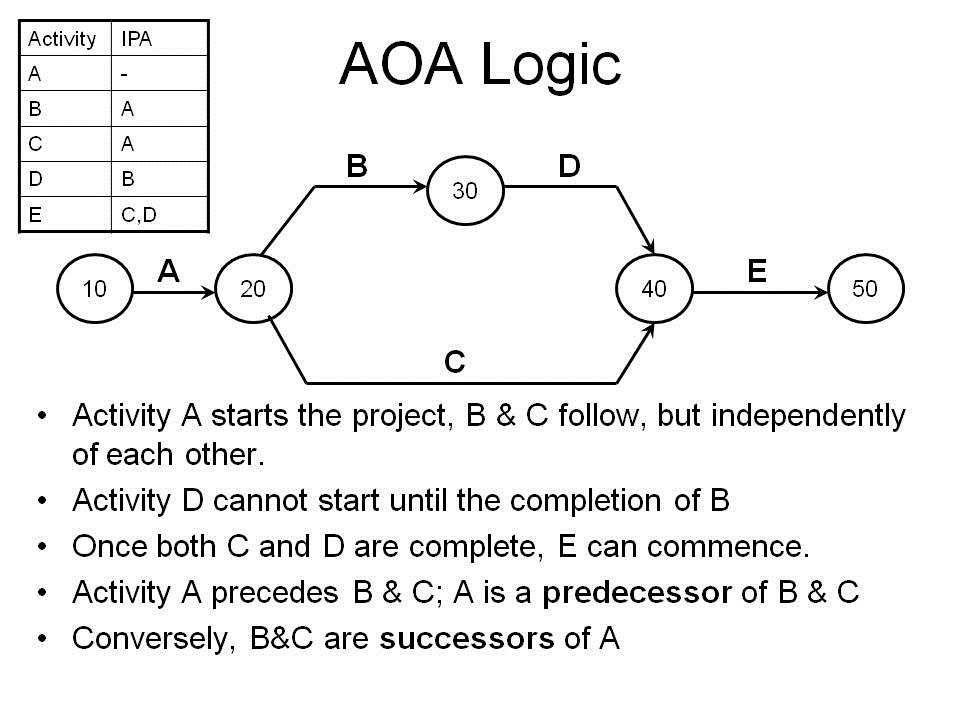 AOA Logic
Activity IPA
A -
B A
C A
D B
E C,D
B
D
30
A
E
10
20
40
50
C
• Activity A starts the project, B & C follow, but independently
of each other.
• Activity D cannot start until the completion of B
• Once both C and D are complete, E can commence.
• Activity A precedes B & C; A is a predecessor of B & C
• Conversely, B&C are successors of A